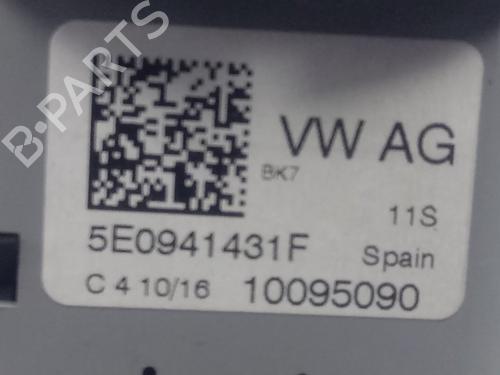 B-PARTS
VW AG
BK7
11S
5E0941431F Spain
C 4 10/16 10095090